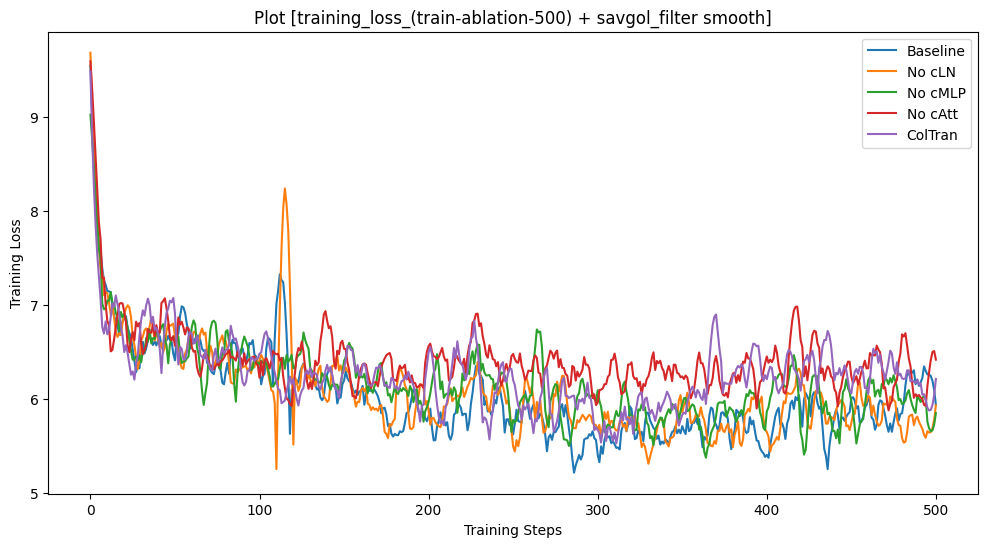 Plot [training_loss_(train-ablation-500) + savgol_filter smooth]
Baseline
No cLN
No cMLP
No cAtt
ColTran
Training Loss
9
8
7
6
5
0
100
200
300
400
500
Training Steps